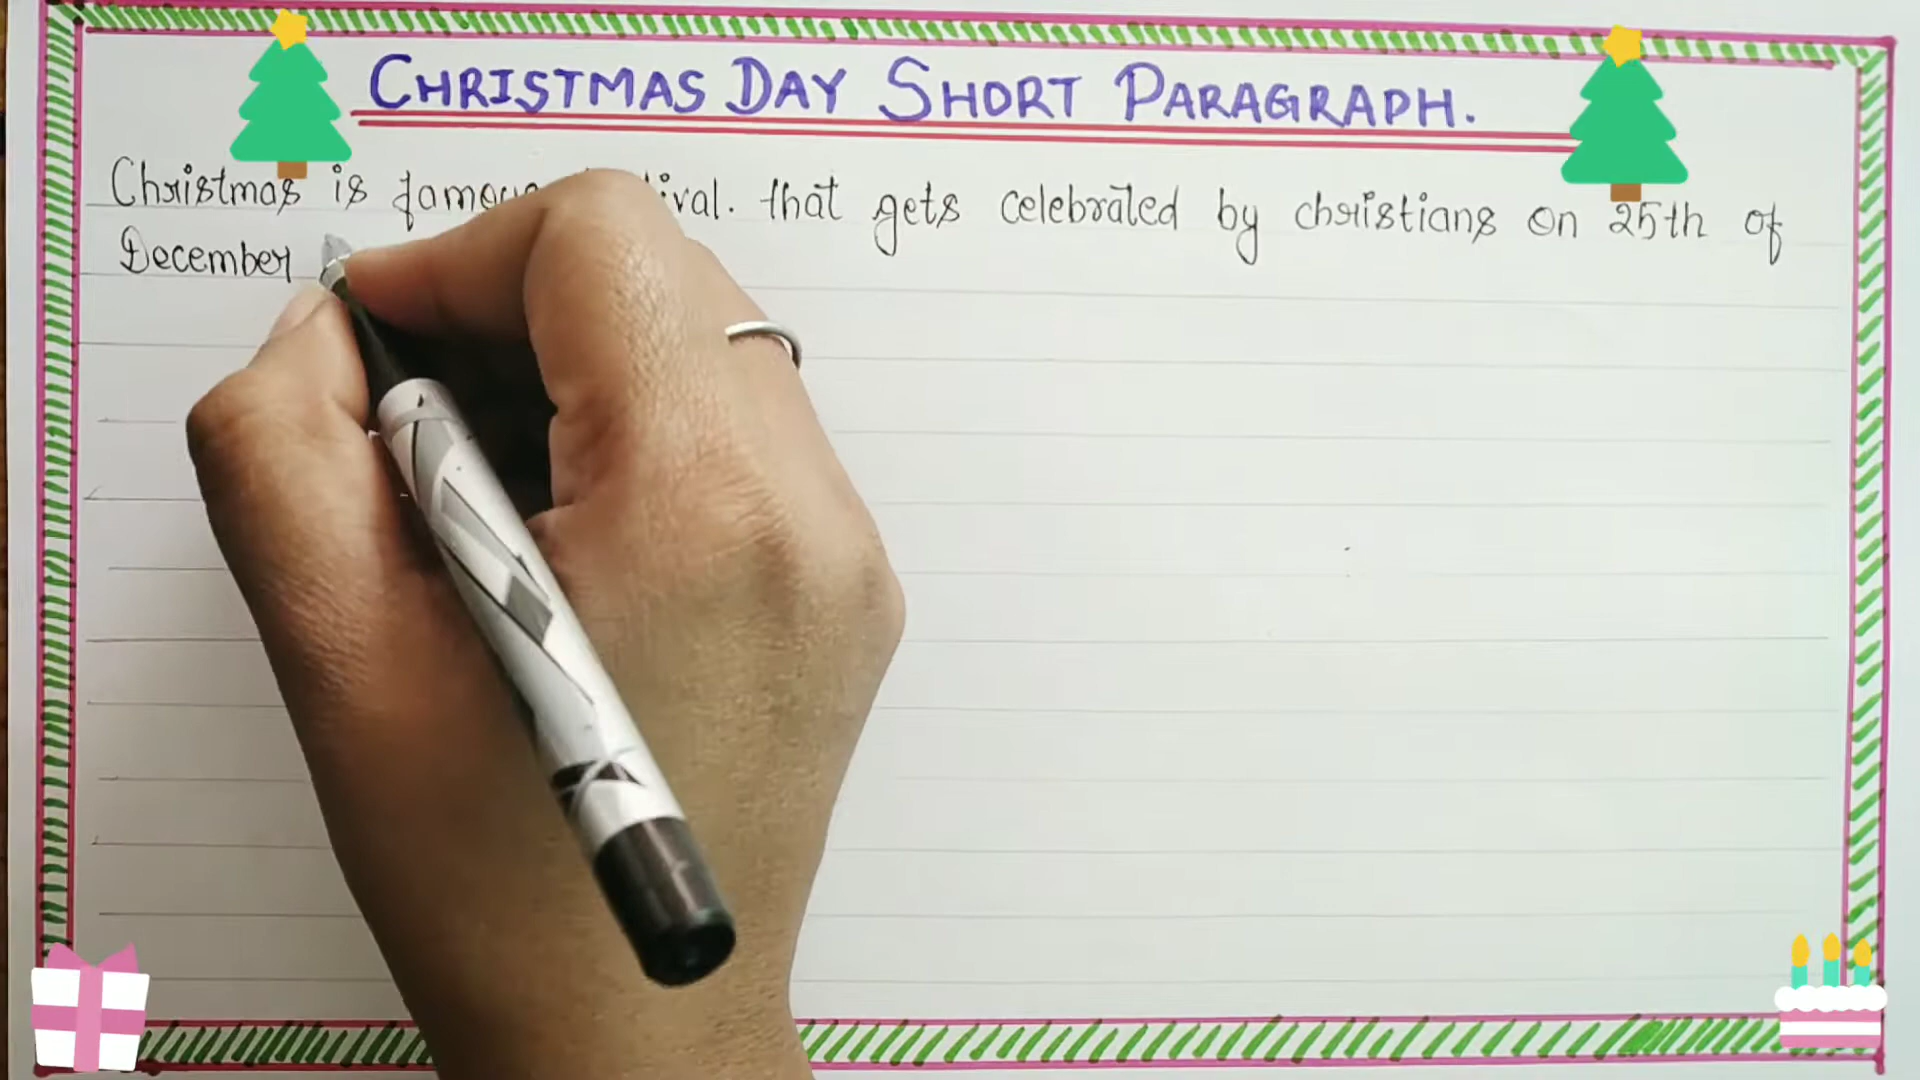 CHRISTMAS DAY SHORT PARAGRAPH.
Christmas is that gets celebrated by christians on 25th of
December